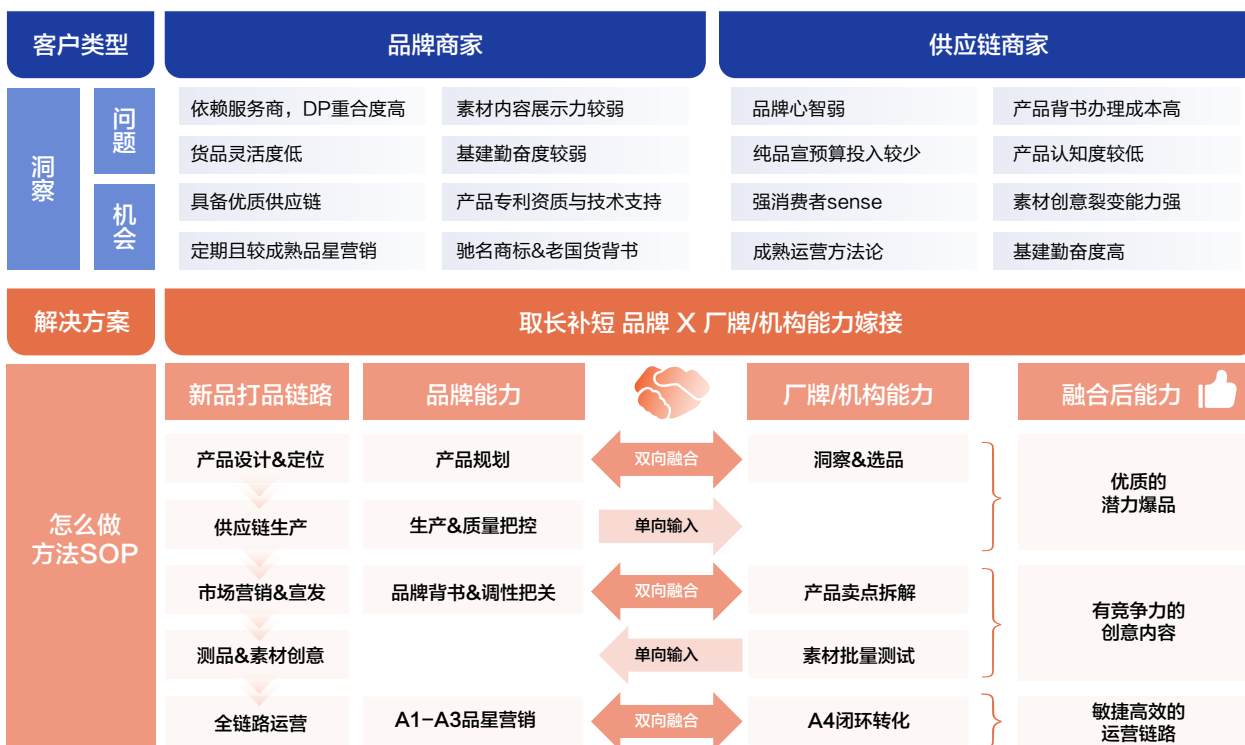 客户类型
品牌商家
供应链商家
洞察
问题
依赖服务商，DP重合度高
素材内容展示力较弱
品牌心智弱
产品背书办理成本高
货品灵活度低
基建勤奋度较弱
纯品宣预算投入较少
产品认知度较低
机会
具备优质供应链
产品专利资质与技术支持
强消费者sense
素材创意裂变能力强
定期且较成熟品星营销
驰名商标&老国货背书
成熟运营方法论
基建勤奋度高
解决方案
取长补短 品牌 X 厂牌/机构能力嫁接
怎么做
方法SOP
新品打品链路
品牌能力
厂牌/机构能力
融合后能力
产品设计&定位
产品规划
双向融合
洞察&选品
优质的
潜力爆品
供应链生产
生产&质量把控
单向输入
市场营销&宣发
品牌背书&调性把关
双向融合
产品卖点拆解
有竞争力的
创意内容
测品&素材创意
单向输入
素材批量测试
全链路运营
A1-A3品星营销
双向融合
A4闭环转化
敏捷高效的
运营链路